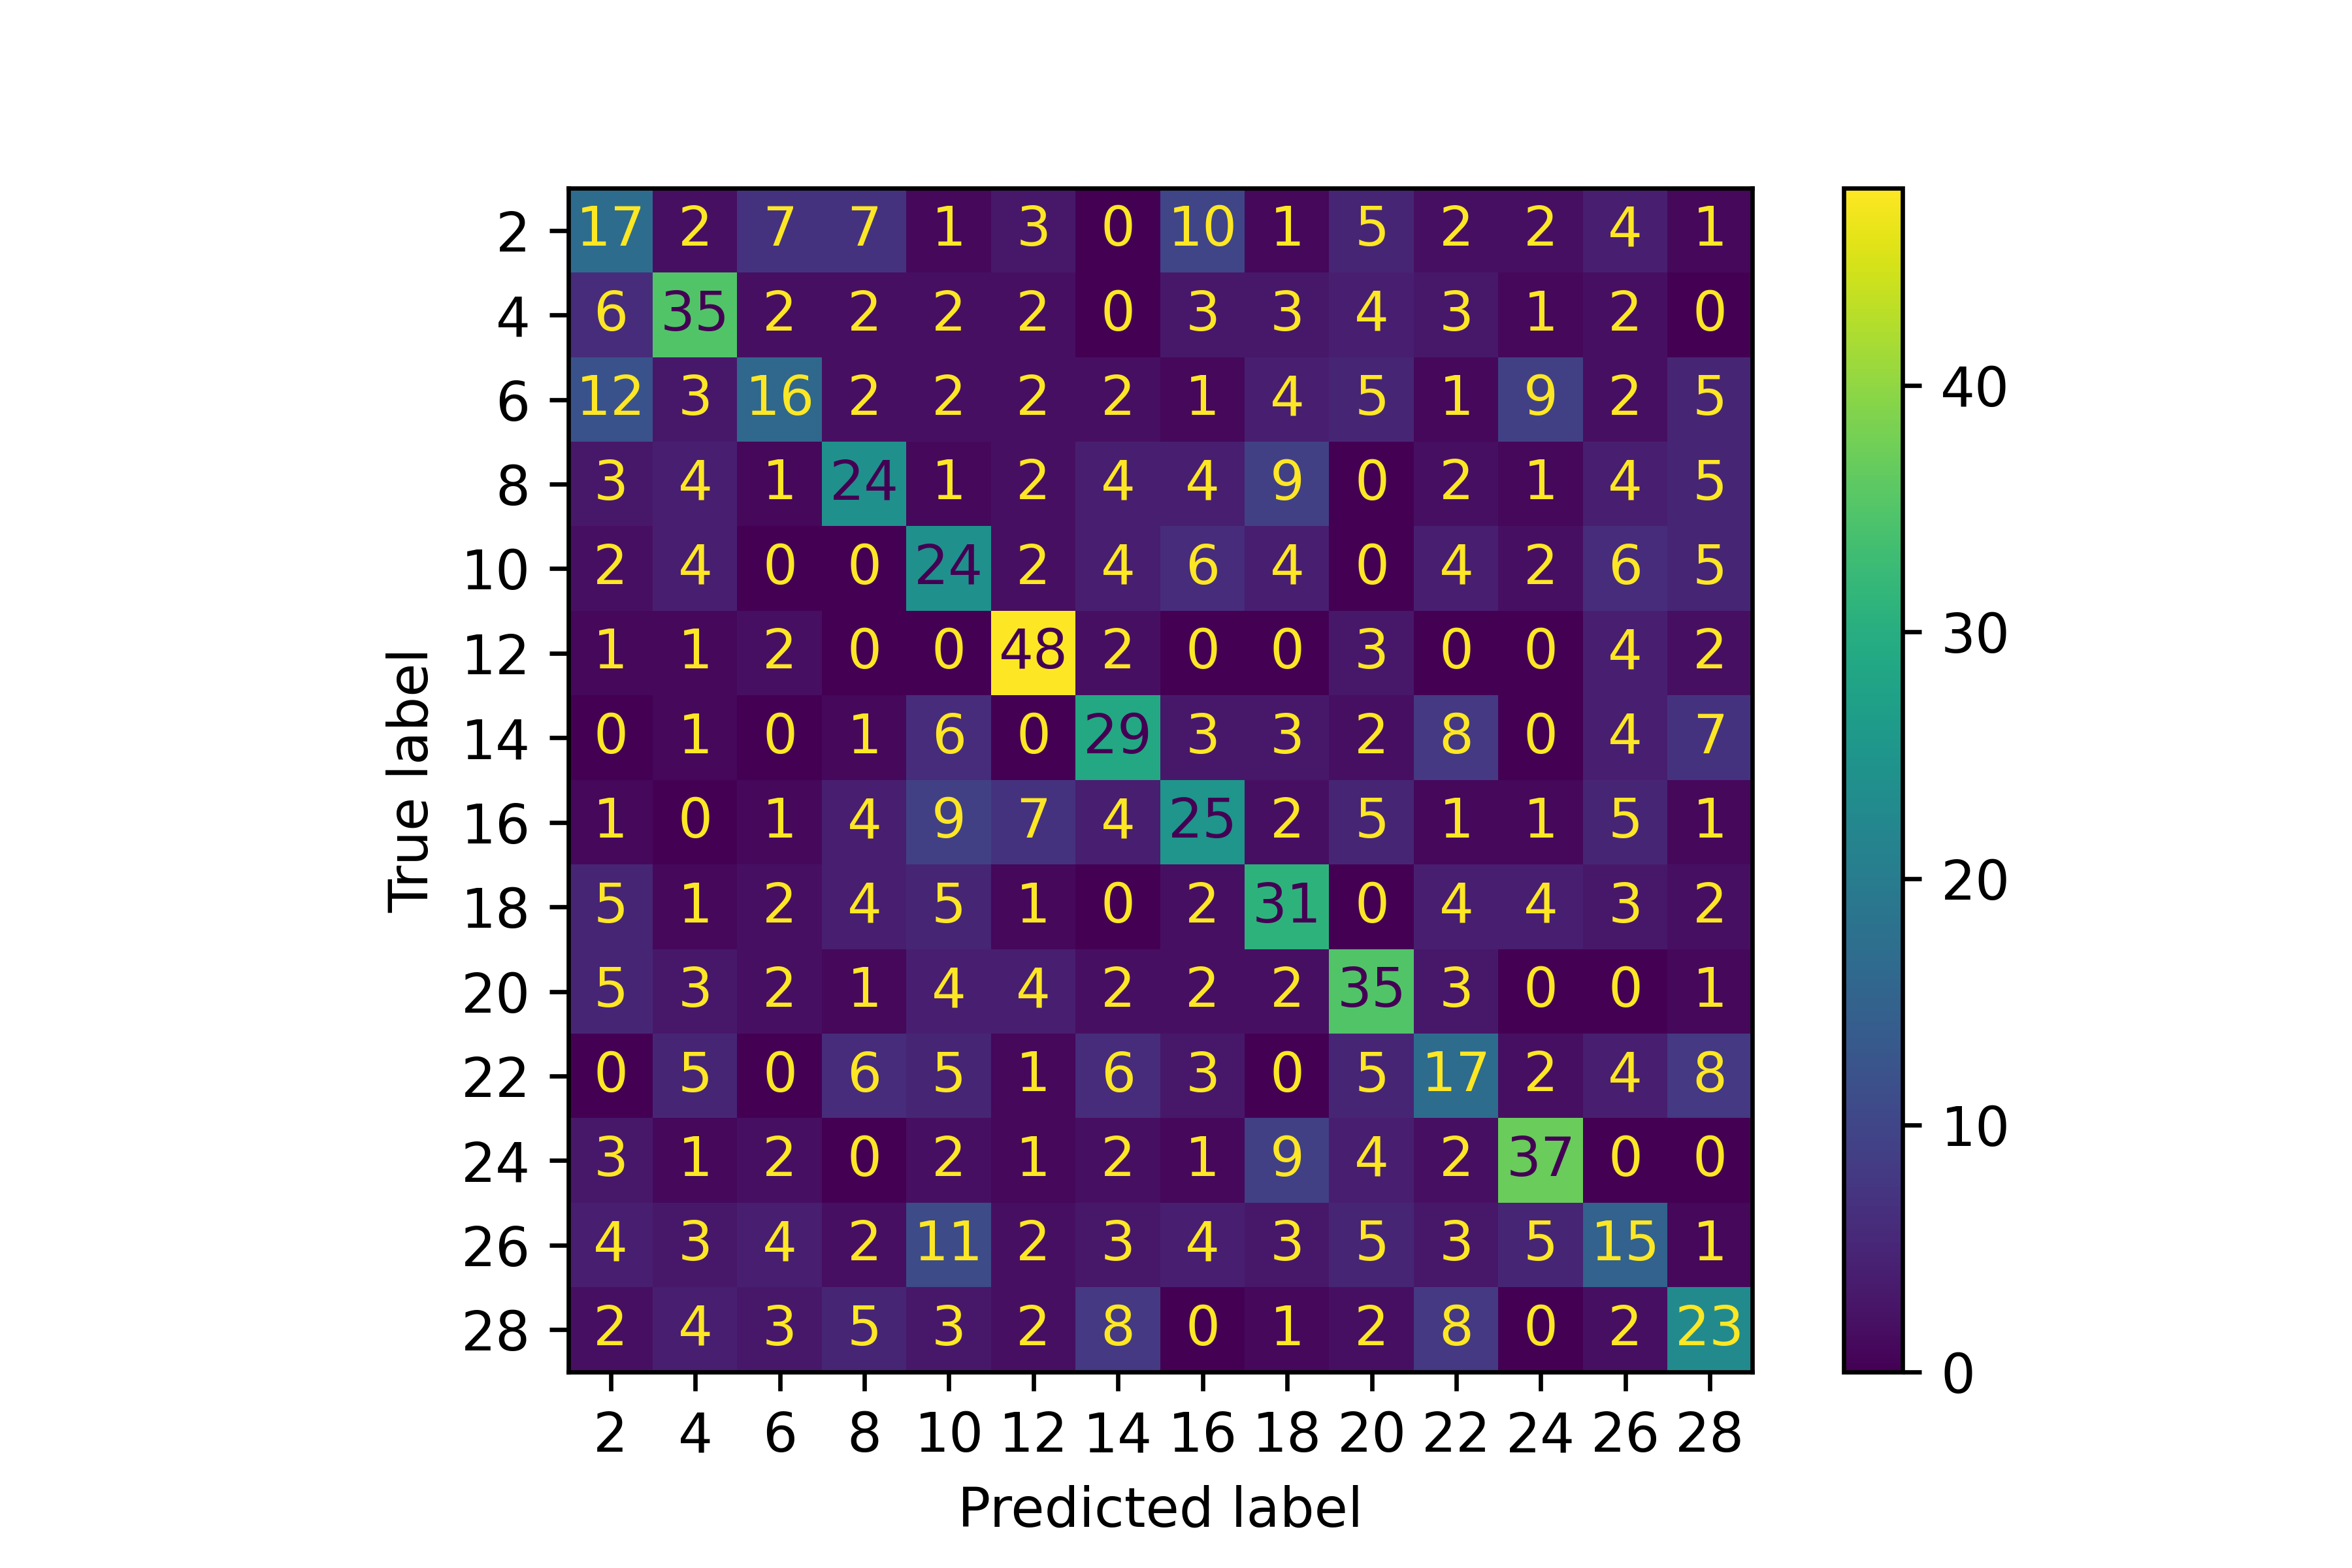 2 17 2 7 7 1 3 0 10 1 5 2 2 4 1
4 6 35 2 2 2 2 0 3 3 4 3 1 2 0
6 12 3 16 2 2 2 2 1 4 5 1 9 2 5
8 3 4 1 24 1 2 4 4 9 0 2 1 4 5
10 2 4 0 0 24 2 4 6 4 0 4 2 6 5
12 1 1 2 0 0 48 2 0 0 3 0 0 4 2
14 0 1 0 1 6 0 29 3 3 2 8 0 4 7
16 1 0 1 4 9 7 4 25 2 5 1 1 5 1
18 5 1 2 4 5 1 0 2 31 0 4 4 3 2
20 5 3 2 1 4 4 2 2 2 35 3 0 0 1
22 0 5 0 6 5 1 6 3 0 5 17 2 4 8
24 3 1 2 0 2 1 2 1 9 4 2 37 0 0
26 4 3 4 2 11 2 3 4 3 5 3 5 15 1
28 2 4 3 5 3 2 8 0 1 2 8 0 2 23
2 4 6 8 10 12 14 16 18 20 22 24 26 28
Predicted label
True label
40
30
20
10
0